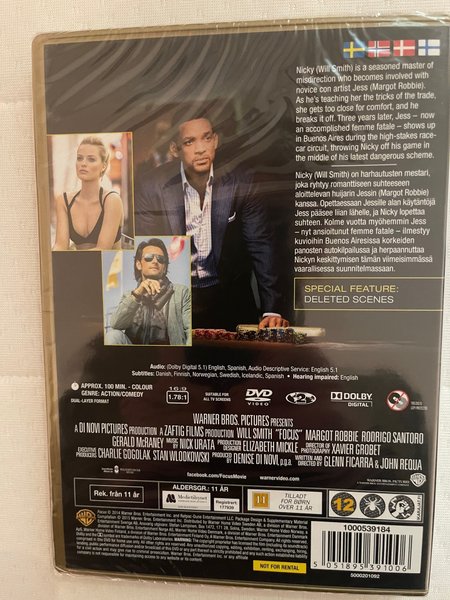 Nicky (Will Smith) is a seasoned master of
misdirection who becomes involved with
novice con artist Jess (Margot Robbie).
As he's teaching her the tricks of the trade,
she gets too close for comfort, and he
breaks it off. Three years later, Jess – now
an accomplished femme fatale – shows up
in Buenos Aires during the high-stakes race-
car circuit, throwing Nicky off his game in
the middle of his latest dangerous scheme.
Nicky (Will Smith) on harhautusten mestari,
joka ryhtyy romanttiseen suhteeseen
aloittelevan huijarin Jessin (Margot Robbie)
kanssa. Opettaessaan Jessille alan käytäntöjä
Jess pääsee liian lähelle, ja Nicky lopettaa
suhteen. Kolme vuotta myöhemmin Jess
– nyt ansioitunut femme fatale – ilmestyy
kuvioihin Buenos Airesissa korkeiden
panosten autokilpailussa ja herpaannuttaa
Nickyn keskittymisen tämän viimeisimmässä
vaarallisessa suunnitelmassaan.
SPECIAL FEATURE:
DELETED SCENES
Audio: (Dolby Digital 5.1) English, Spanish, Audio Descriptive Service: English 5.1
Subtitles: Danish, Finnish, Norwegian, Swedish, Icelandic, Spanish • Hearing impaired: English
APPROX. 100 MIN. - COLOUR
GENRE: ACTION/COMEDY
DUAL-LAYER FORMAT
16:9
1.78:1
SUITABLE FOR
ALL TV SCREENS
DVD
VIDEO
2
DOLBY
DIGITAL
WARNER BROS. PICTURES PRESENTS
A DI NOVI PICTURES PRODUCTION A ZAFTIG FILMS PRODUCTION WILL SMITH "FOCUS" MARGOT ROBBIE RODRIGO SANTORO
GERALD McRANEY MUSIC BY NICK URATA PRODUCTION DESIGNER ELIZABETH MICKLE DIRECTOR OF PHOTOGRAPHY XAVIER GROBET
EXECUTIVE PRODUCERS CHARLIE GOGOLAK STAN WLODKOWSKI PRODUCED BY DENISE DI NOVI, p.g.a. WRITTEN AND DIRECTED BY GLENN FICARRA & JOHN REQUA
facebook.com/FocusMovie warnervideo.com
WARNER BROS. PICTURES
Rek. från 11 år
ALDERSGR.: 11 ÅR
Medietilsynet
Registrert
177939
11
TILLADT
FOR BØRN
OVER 11 ÅR
12
WB
NOT FOR RENTAL
1000539184
5 051895 391006
5000201092